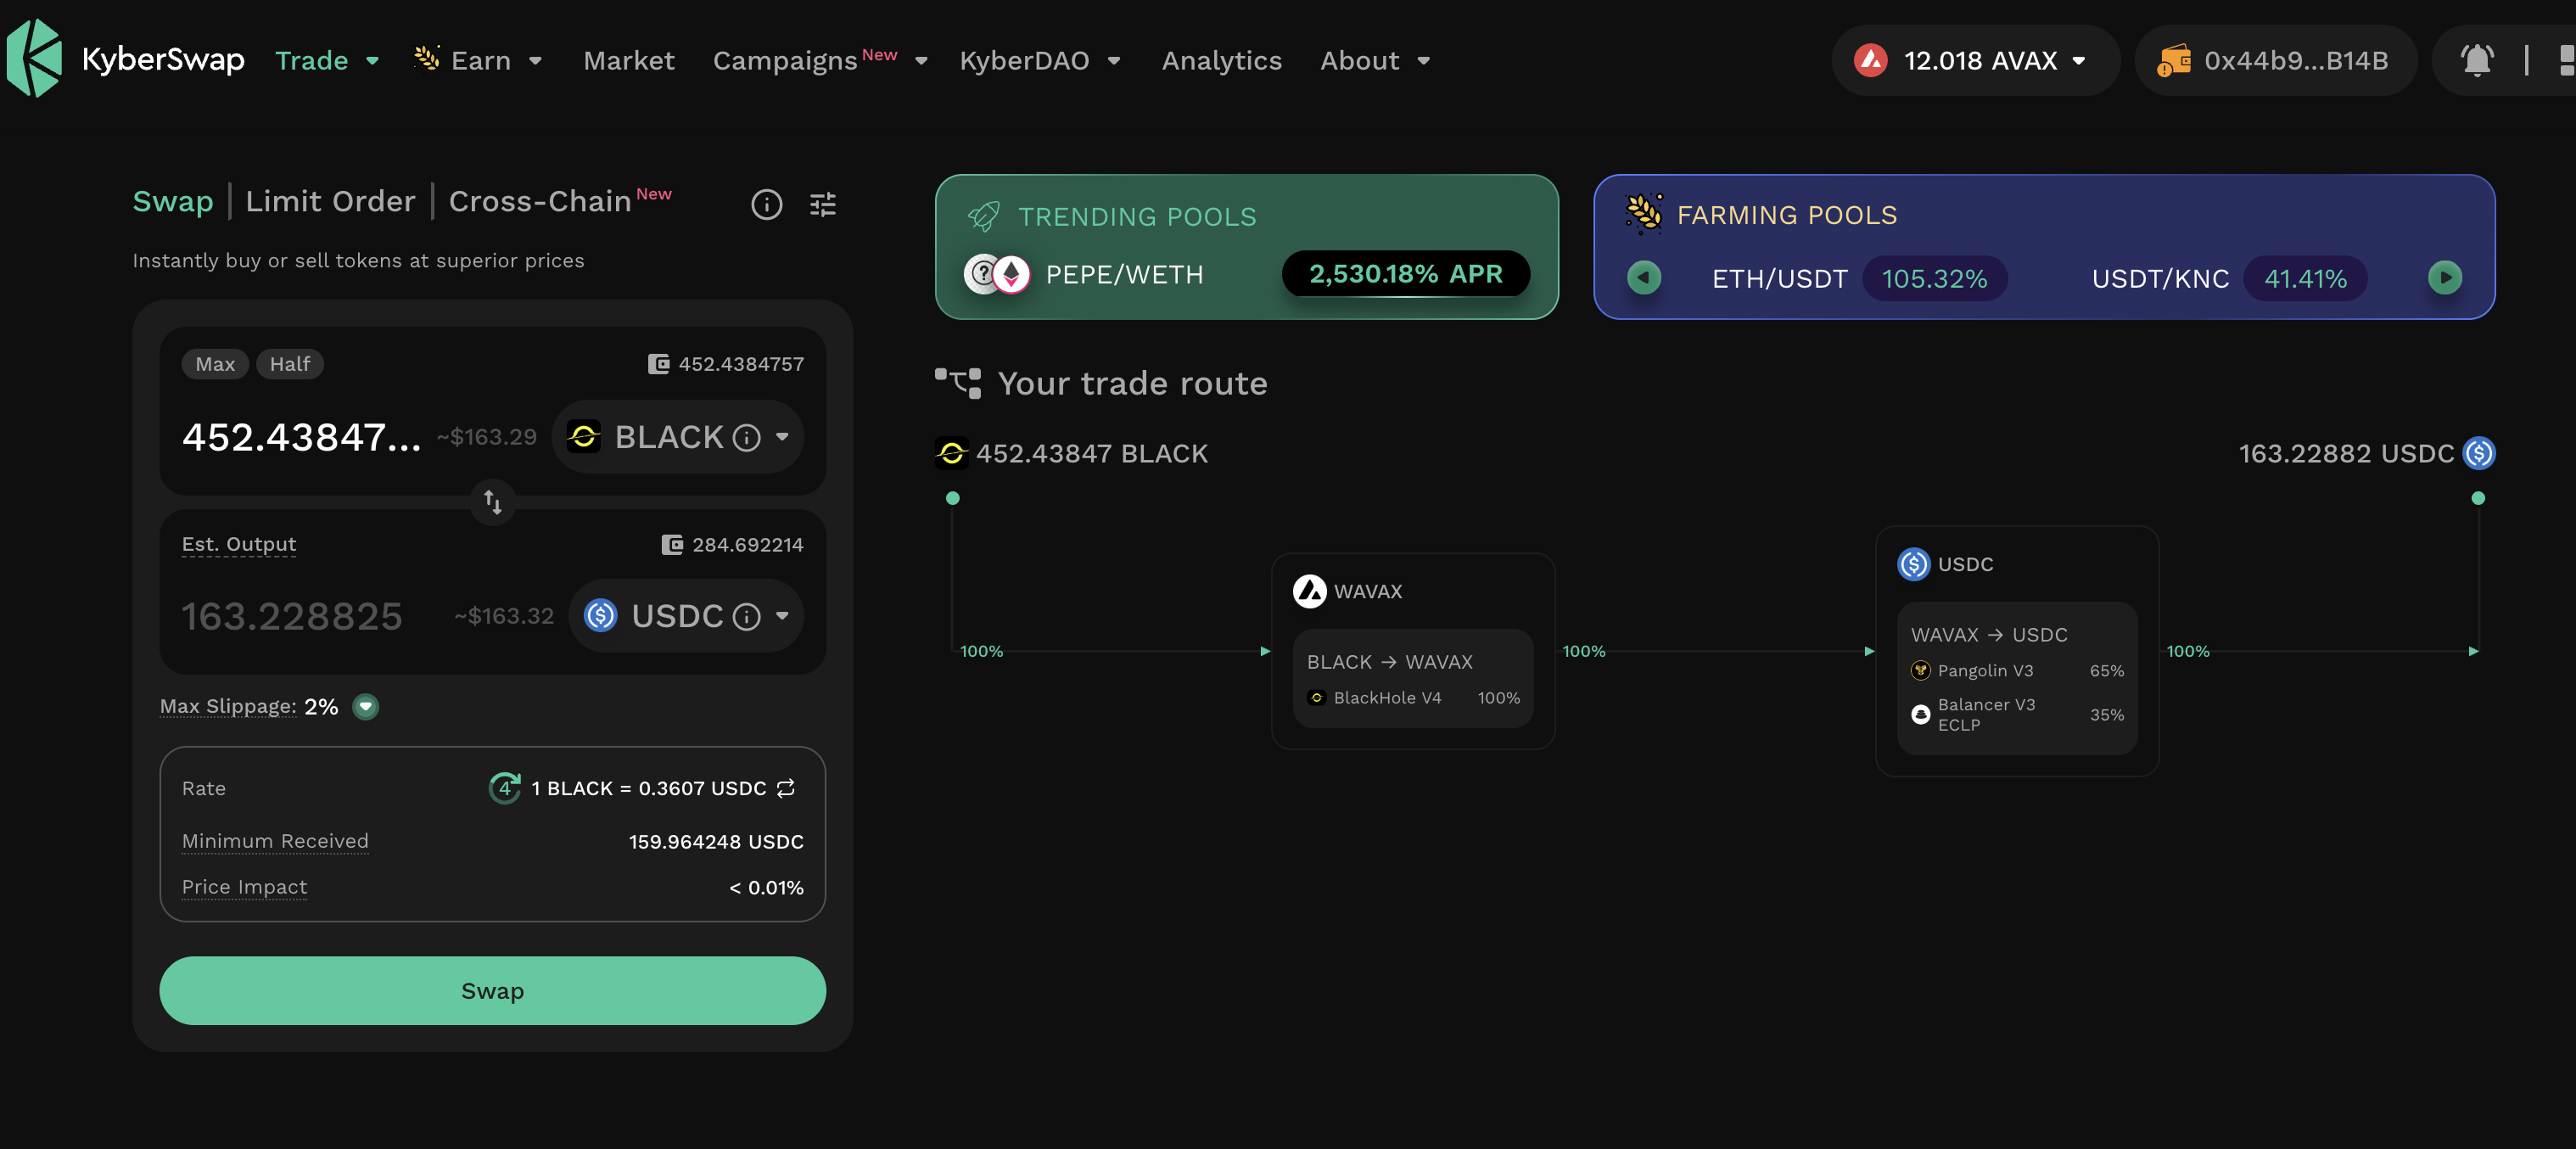 KyberSwap Trade Earn Market Campaigns New KyberDAO Analytics About 12.018 AVAX 0x44b9...B14B
Swap | Limit Order | Cross-Chain New
Instantly buy or sell tokens at superior prices
Max Half 452.4384757
452.43847... ~$163.29 BLACK
Est. Output 284.692214
163.228825 ~$163.32 USDC
Max Slippage: 2%
Rate 4 1 BLACK = 0.3607 USDC
Minimum Received 159.964248 USDC
Price Impact < 0.01%
Swap
TRENDING POOLS
PEPE/WETH 2,530.18% APR
FARMING POOLS
ETH/USDT 105.32% USDT/KNC 41.41%
Your trade route
452.43847 BLACK 163.22882 USDC
100%
WAVAX
BLACK → WAVAX
BlackHole V4 100%
100%
USDC
WAVAX → USDC
Pangolin V3 65%
Balancer V3
ECLP 35%
100%